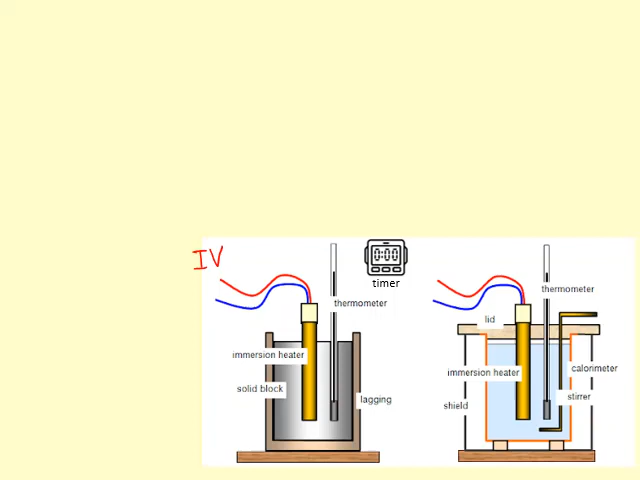 IV
0:00
timer
thermometer
thermometer
lid
immersion heater
calorimeter
immersion heater
solid block
stirrer
lagging
shield